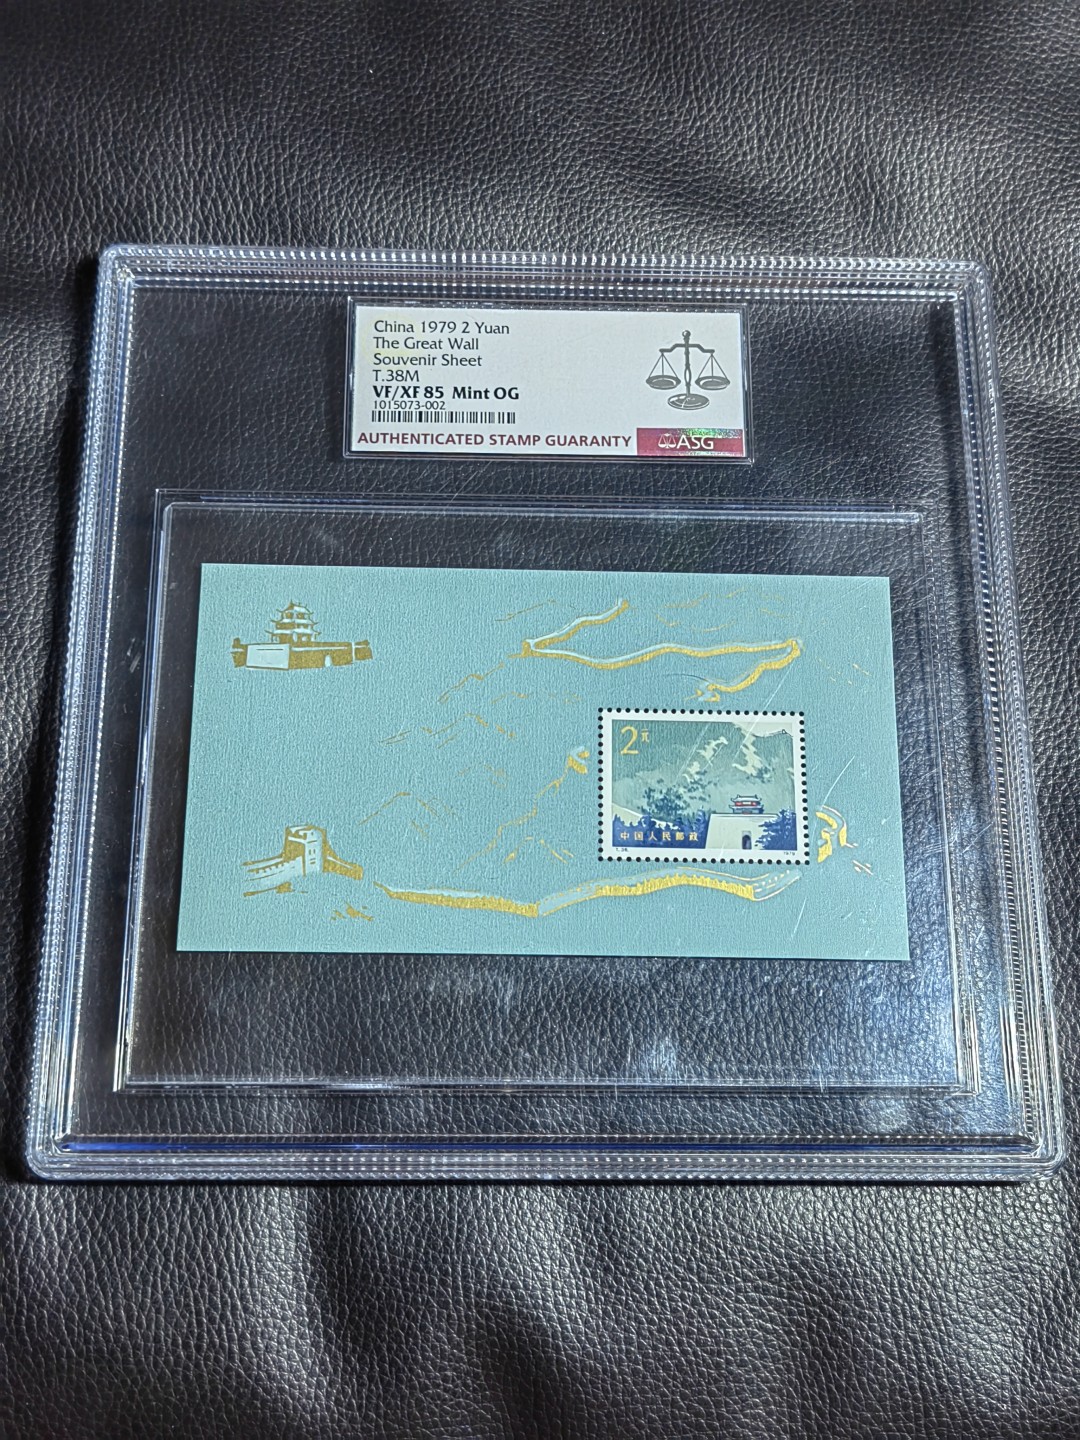 China 1979 2 Yuan
The Great Wall
Souvenir Sheet
T.38M
VF/XF 85 Mint OG
1015073-002
AUTHENTICATED STAMP GUARANTY ASG
2元
中国人民邮政
T.38. 1979